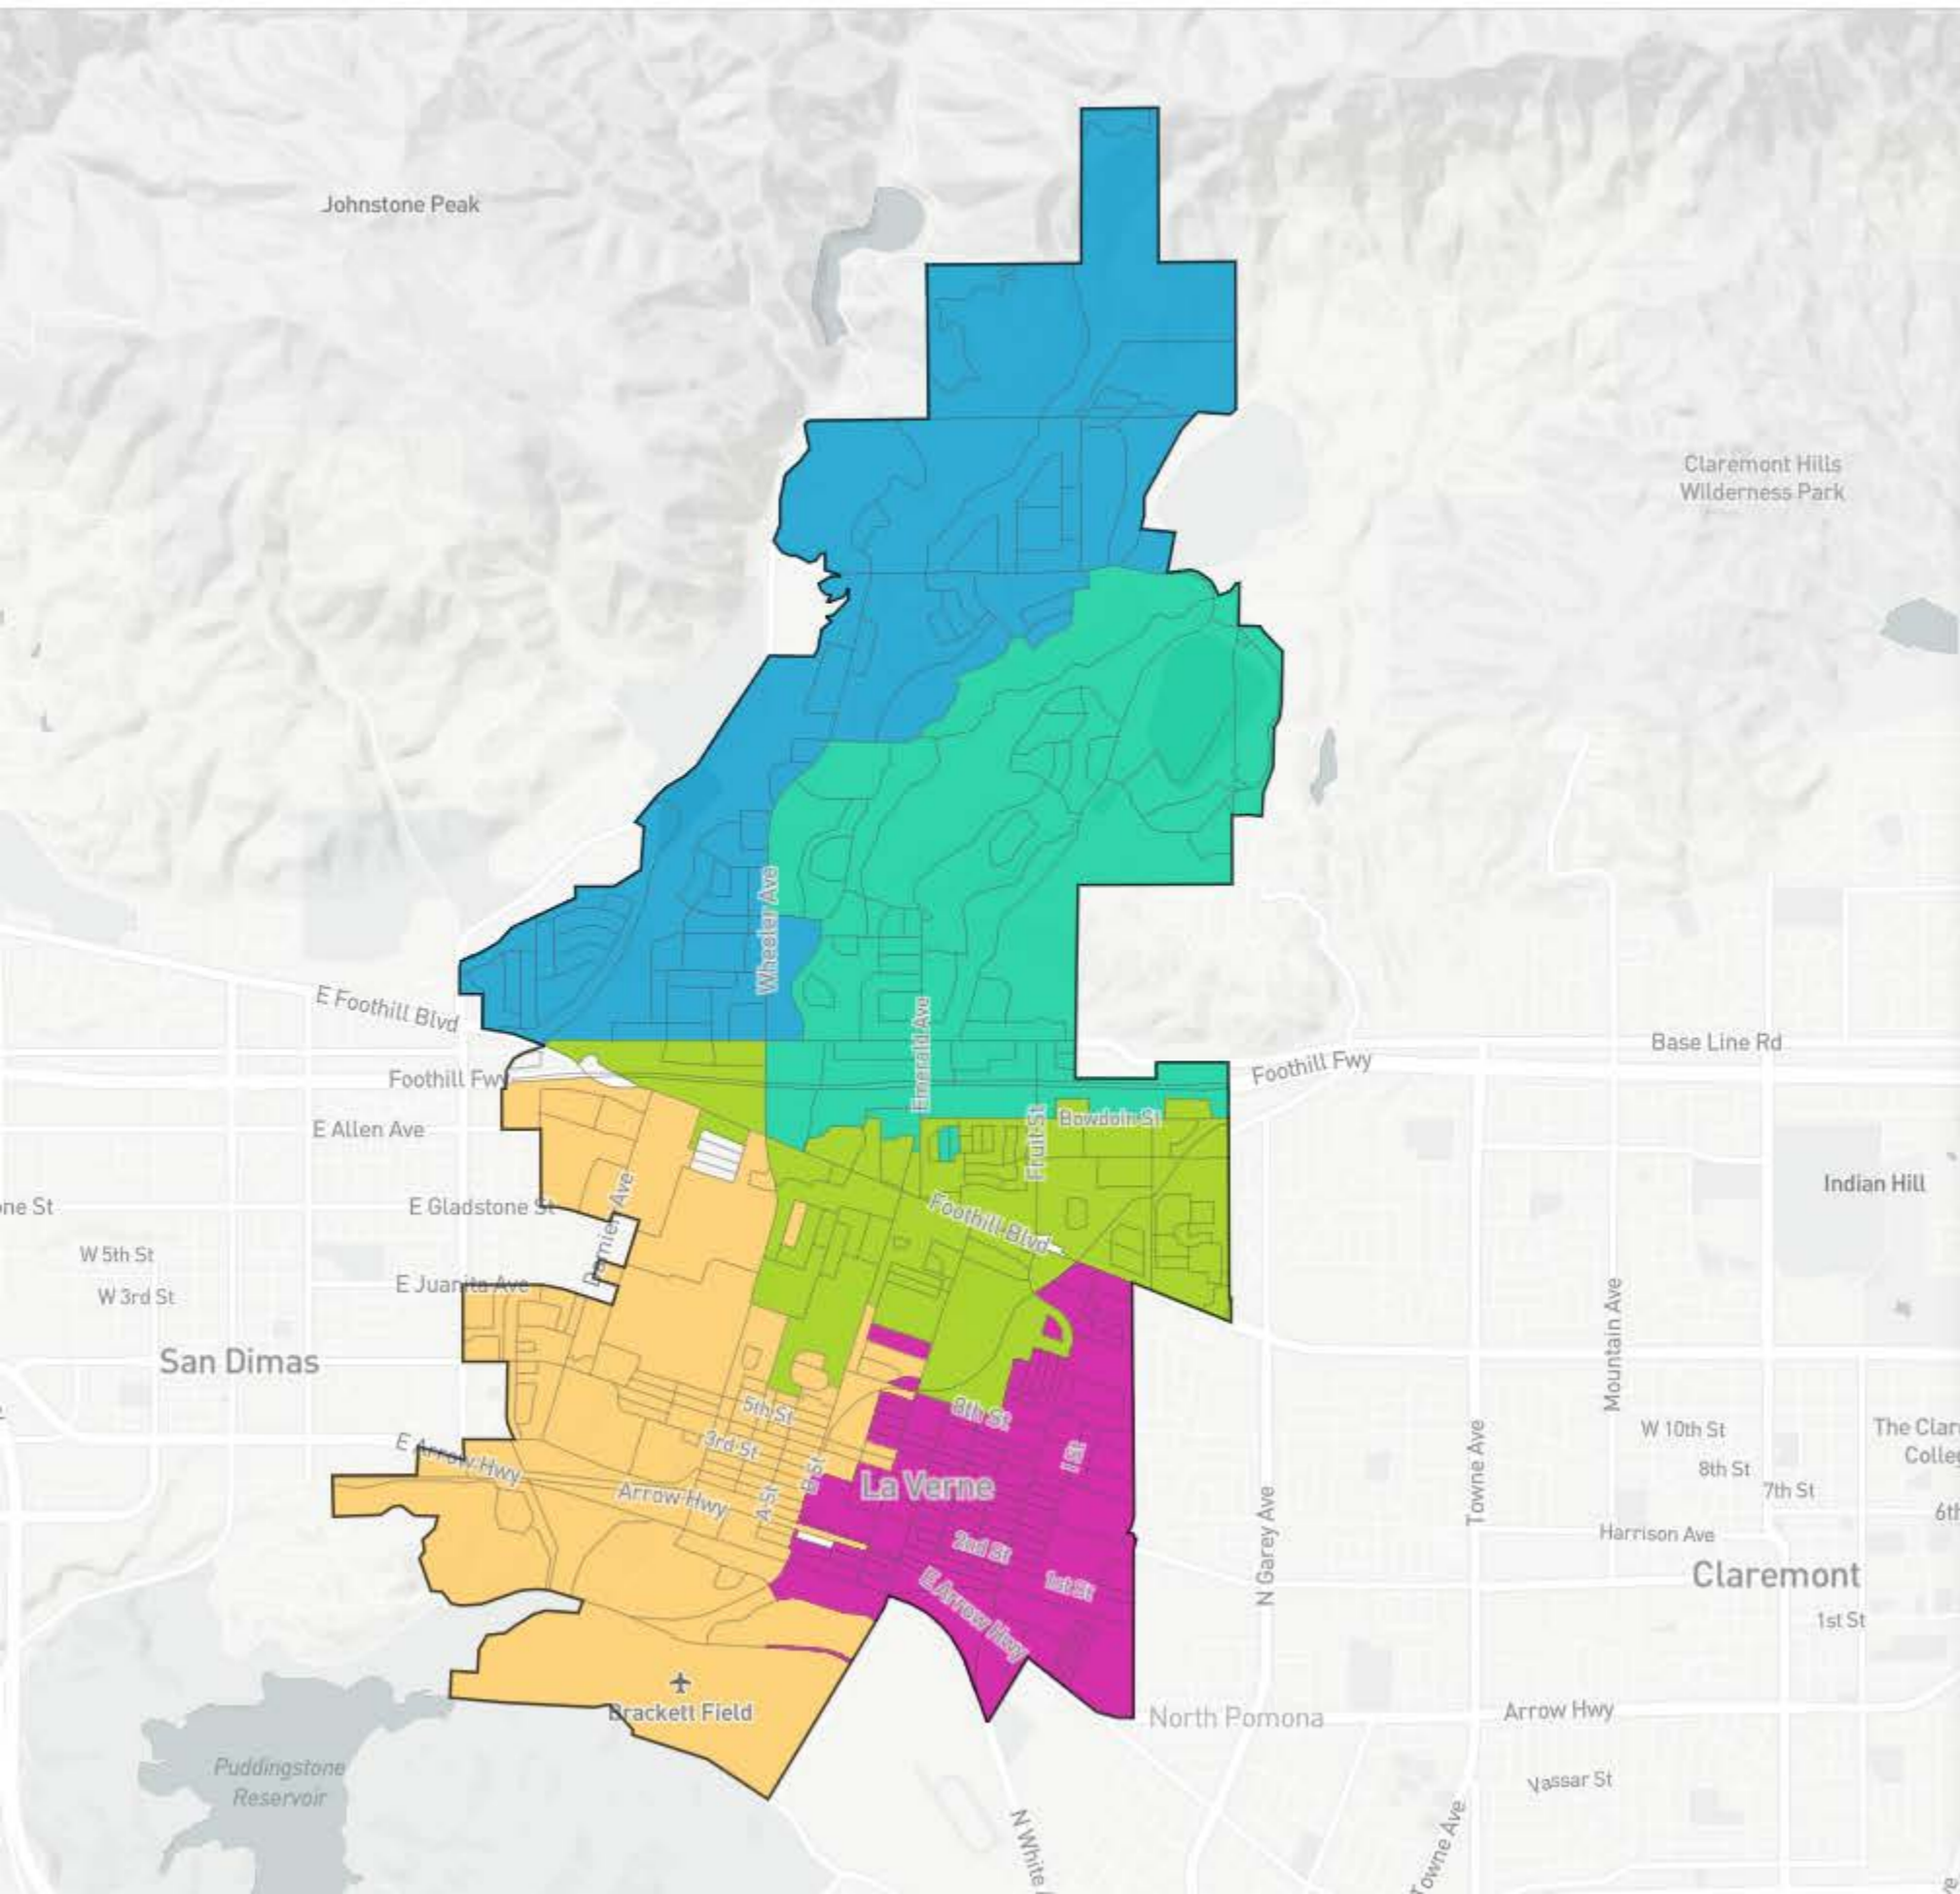 Johnstone Peak
Claremont Hills
Wilderness Park
Wheeler Ave
E Foothill Blvd
Emerald Ave
Base Line Rd
Foothill Fwy
Foothill Fwy
E Allen Ave
Fruit St
Bowdoin St
Indian Hill
ne St
E Gladstone St
Damien Ave
Foothill Blvd
W 5th St
E Juanita Ave
W 3rd St
Mountain Ave
San Dimas
5th St
8th St
W 10th St
The Clar
Colle
3rd St
E Arrow Hwy
B St
I St
Towne Ave
8th St
7th St
La Verne
Arrow Hwy
A St
N Garey Ave
6th
Harrison Ave
2nd St
Claremont
1st St
E Arrow Hwy
1st St
Brackett Field
North Pomona
Arrow Hwy
Puddingstone
Reservoir
Vassar St
N White
Towne Ave